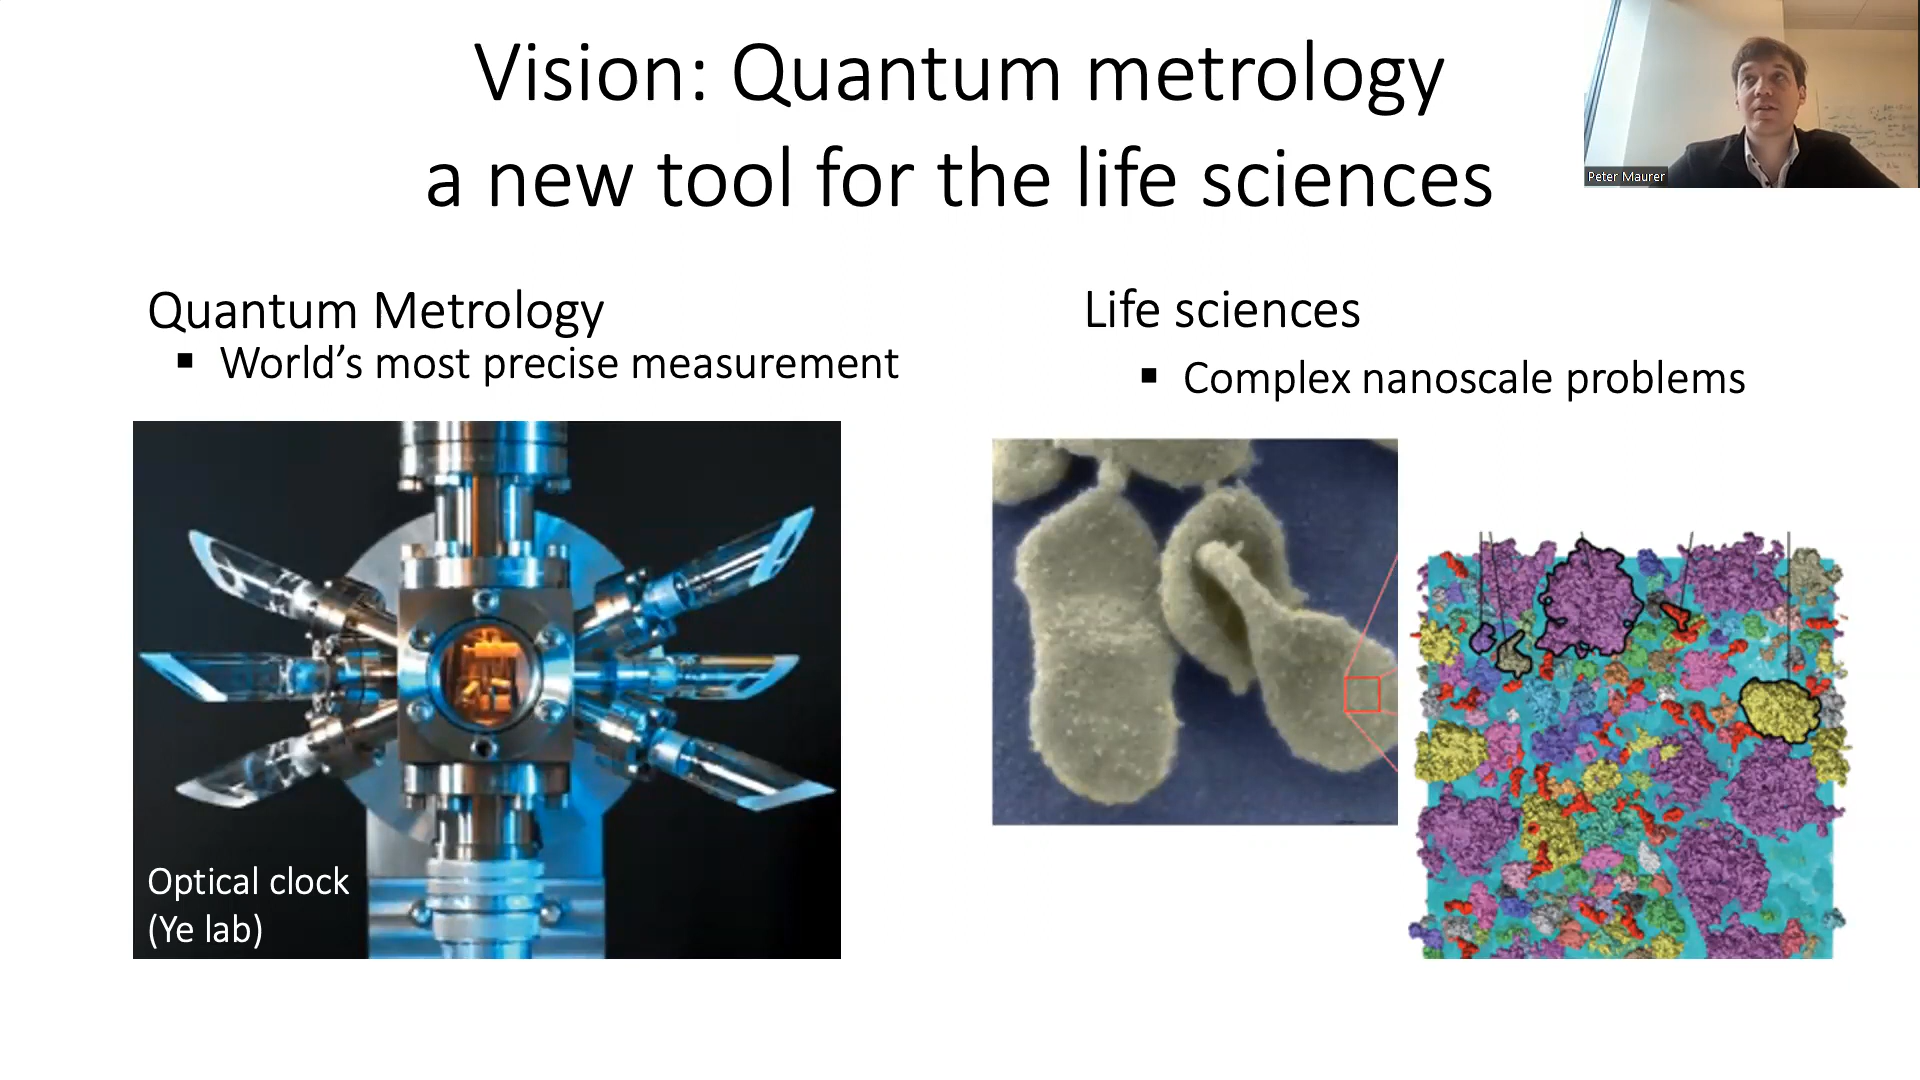 Vision: Quantum metrology
a new tool for the life sciences
Peter Maurer
Quantum Metrology
▪ World's most precise measurement
Life sciences
▪ Complex nanoscale problems
Optical clock
(Ye lab)